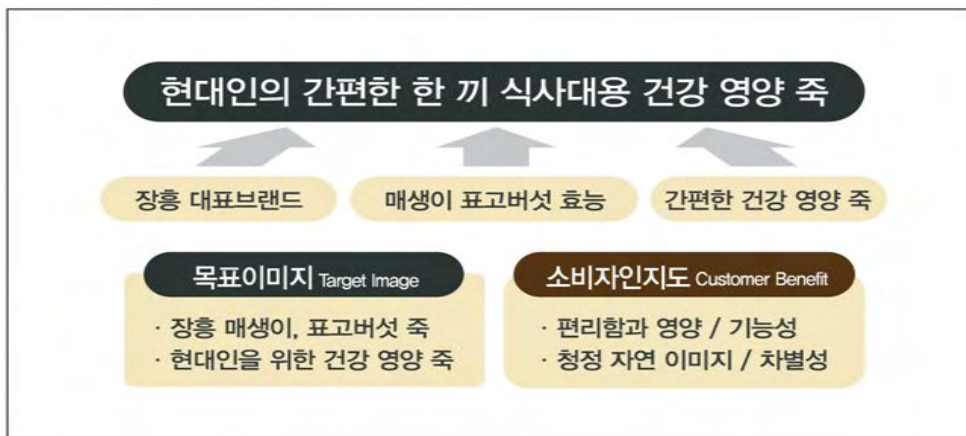 현대인의 간편한 한 끼 식사대용 건강 영양 죽
장흥 대표브랜드
매생이 표고버섯 효능
간편한 건강 영양 죽
목표이미지 Target Image
· 장흥 매생이, 표고버섯 죽
· 현대인을 위한 건강 영양 죽
소비자인지도 Customer Benefit
· 편리함과 영양 / 기능성
· 청정 자연 이미지 / 차별성